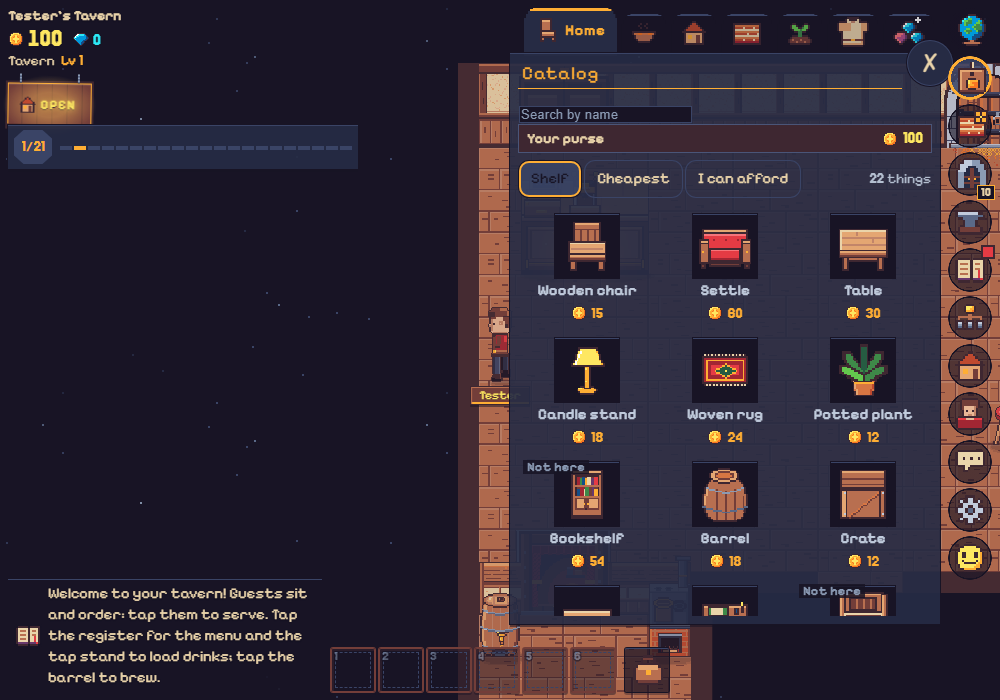 Tester's Tavern
100 0
Tavern Lv 1
OPEN
1/21
Home
X
Catalog
Search by name
Your purse 100
Shelf Cheapest I can afford 22 things
Wooden chair Settle Table
15 80 30
Candle stand Woven rug Potted plant
18 24 12
Not here
Bookshelf Barrel Crate
54 18 12
Not here
10
Welcome to your tavern! Guests sit
and order: tap them to serve. Tap
the register for the menu and the
tap stand to load drinks; tap the
barrel to brew.
1 2 3 4 5 6